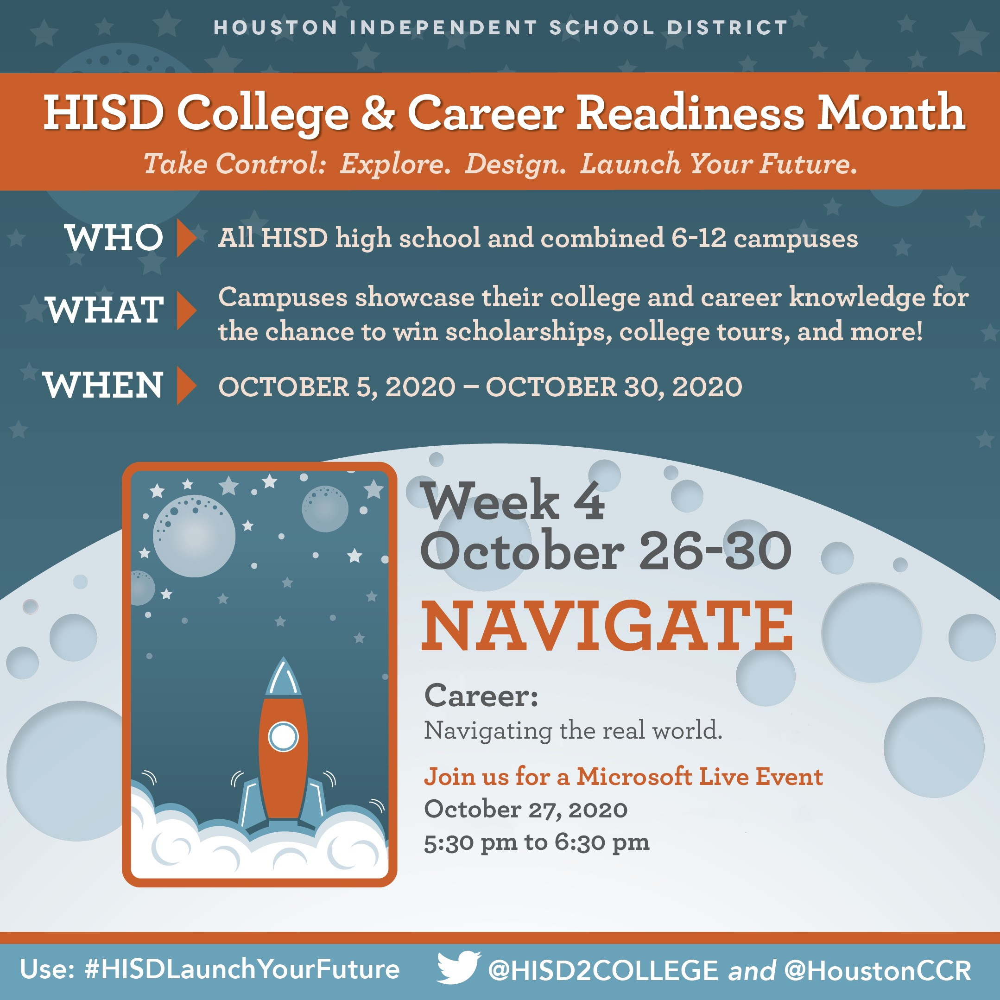 HOUSTON INDEPENDENT SCHOOL DISTRICT
HISD College & Career Readiness Month
Take Control: Explore. Design. Launch Your Future.
WHO
All HISD high school and combined 6-12 campuses
WHAT
Campuses showcase their college and career knowledge for
the chance to win scholarships, college tours, and more!
WHEN
OCTOBER 5, 2020 – OCTOBER 30, 2020
Week 4
October 26-30
NAVIGATE
Career:
Navigating the real world.
Join us for a Microsoft Live Event
October 27, 2020
5:30 pm to 6:30 pm
Use: #HISDLaunchYourFuture
@HISD2COLLEGE and @HoustonCCR